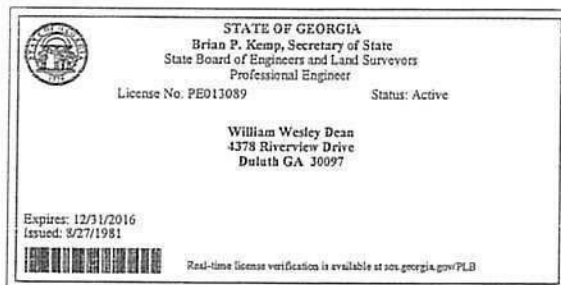 STATE OF GEORGIA
Brian P. Kemp, Secretary of State
State Board of Engineers and Land Surveyors
Professional Engineer
License No. PE013089 Status: Active
William Wesley Dean
4378 Riverview Drive
Duluth GA 30097
Expires: 12/31/2016
Issued: 8/27/1981
Real-time license verification is available at sos.georgia.gov/PLB